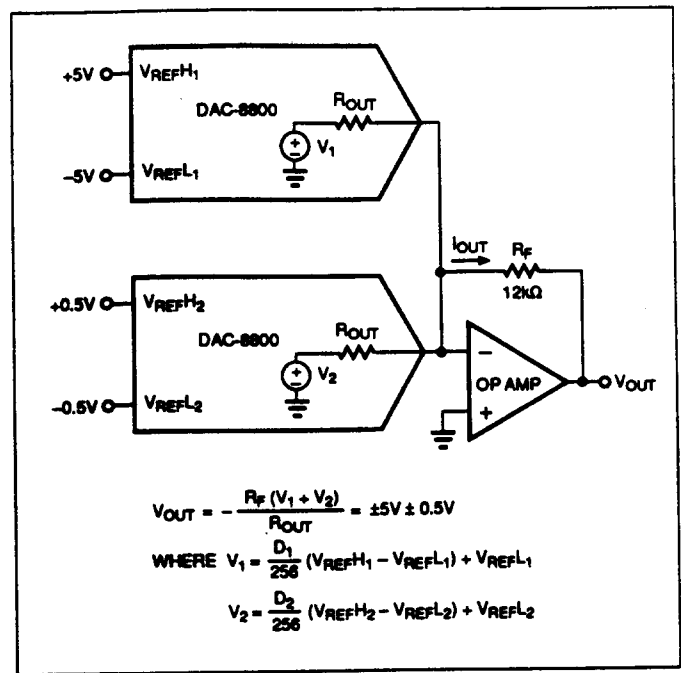 +5V
VREFH1
DAC-8800
ROUT
+
−
V1
−5V
VREFL1
IOUT
RF
12kΩ
+0.5V
VREFH2
DAC-8800
ROUT
+
−
V2
−0.5V
VREFL2
−
OP AMP
+
VOUT
VOUT = − RF (V1 + V2) / ROUT = ±5V ± 0.5V
WHERE V1 = D1 / 256 (VREFH1 − VREFL1) + VREFL1
V2 = D2 / 256 (VREFH2 − VREFL2) + VREFL2